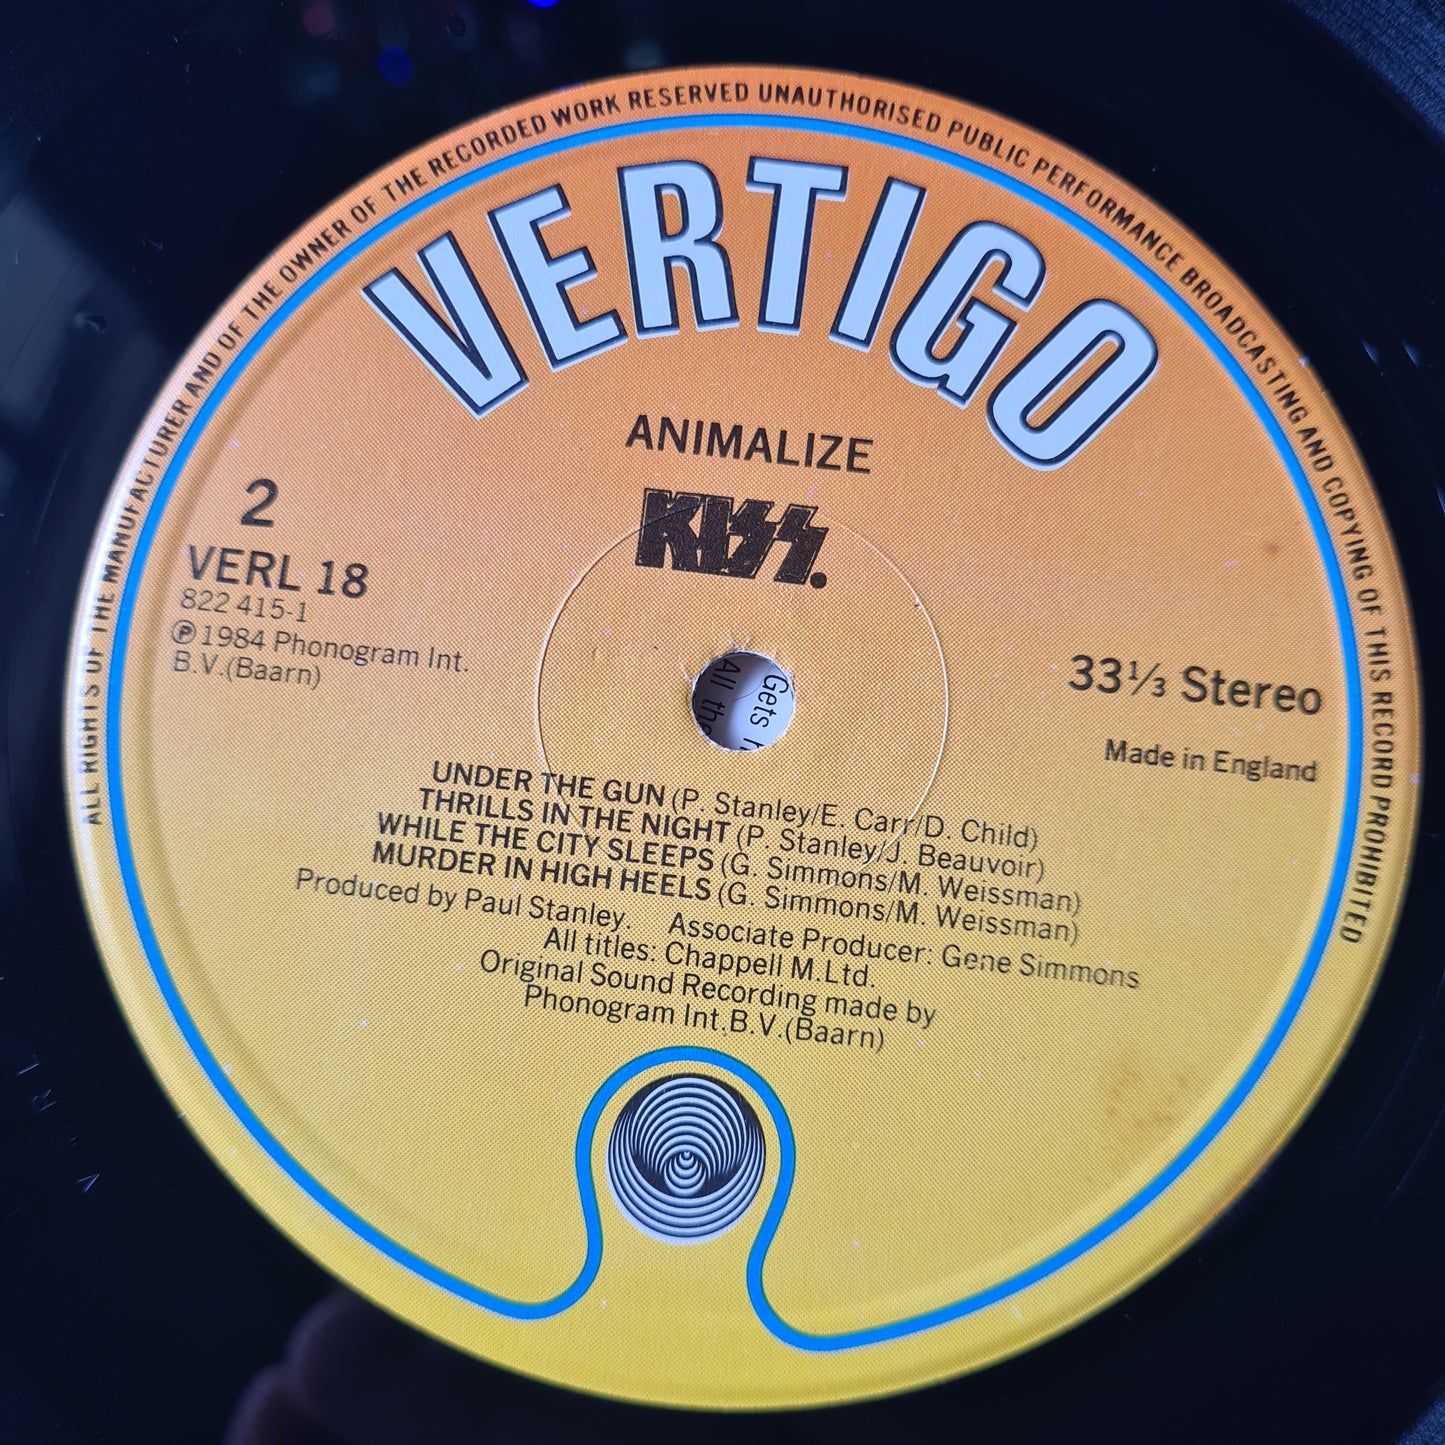 ALL RIGHTS OF THE MANUFACTURER AND OF THE OWNER OF THE RECORDED WORK RESERVED UNAUTHORISED PUBLIC PERFORMANCE BROADCASTING AND COPYING OF THIS RECORD PROHIBITED
VERTIGO
ANIMALIZE
KISS.
2
VERL 18
822 415-1
℗ 1984 Phonogram Int.
B.V.(Baarn)
33⅓ Stereo
Made in England
Gets
All the
UNDER THE GUN (P. Stanley/E. Carr/D. Child)
THRILLS IN THE NIGHT (P. Stanley/J. Beauvoir)
WHILE THE CITY SLEEPS (G. Simmons/M. Weissman)
MURDER IN HIGH HEELS (G. Simmons/M. Weissman)
Produced by Paul Stanley. Associate Producer: Gene Simmons
All titles: Chappell M.Ltd.
Original Sound Recording made by
Phonogram Int.B.V.(Baarn)